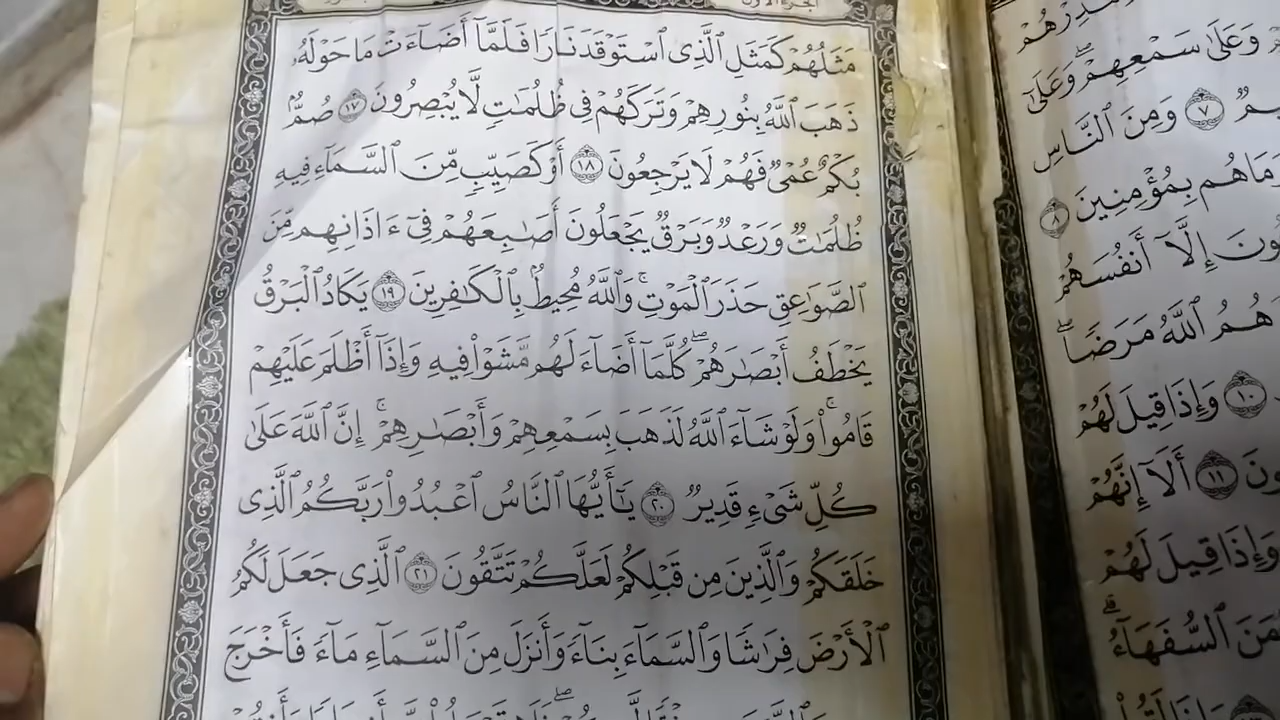 الجزء الأول
مَثَلُهُمْ كَمَثَلِ ٱلَّذِى ٱسْتَوْقَدَ نَارًا فَلَمَّآ أَضَآءَتْ مَا حَوْلَهُۥ
ذَهَبَ ٱللَّهُ بِنُورِهِمْ وَتَرَكَهُمْ فِى ظُلُمَٰتٍ لَّا يُبْصِرُونَ ١٧ صُمٌّۢ
بُكْمٌ عُمْىٌ فَهُمْ لَا يَرْجِعُونَ ١٨ أَوْ كَصَيِّبٍ مِّنَ ٱلسَّمَآءِ فِيهِ
ظُلُمَٰتٌ وَرَعْدٌ وَبَرْقٌ يَجْعَلُونَ أَصَٰبِعَهُمْ فِىٓ ءَاذَانِهِم مِّنَ
ٱلصَّوَٰعِقِ حَذَرَ ٱلْمَوْتِ ۚ وَٱللَّهُ مُحِيطٌۢ بِٱلْكَٰفِرِينَ ١٩ يَكَادُ ٱلْبَرْقُ
يَخْطَفُ أَبْصَٰرَهُمْ ۖ كُلَّمَآ أَضَآءَ لَهُم مَّشَوْا۟ فِيهِ وَإِذَآ أَظْلَمَ عَلَيْهِمْ
قَامُوا۟ ۚ وَلَوْ شَآءَ ٱللَّهُ لَذَهَبَ بِسَمْعِهِمْ وَأَبْصَٰرِهِمْ ۚ إِنَّ ٱللَّهَ عَلَىٰ
كُلِّ شَىْءٍ قَدِيرٌ ٢٠ يَٰٓأَيُّهَا ٱلنَّاسُ ٱعْبُدُوا۟ رَبَّكُمُ ٱلَّذِى
خَلَقَكُمْ وَٱلَّذِينَ مِن قَبْلِكُمْ لَعَلَّكُمْ تَتَّقُونَ ٢١ ٱلَّذِى جَعَلَ لَكُمُ
ٱلْأَرْضَ فِرَٰشًا وَٱلسَّمَآءَ بِنَآءً وَأَنزَلَ مِنَ ٱلسَّمَآءِ مَآءً فَأَخْرَجَ
وَعَلَىٰ سَمْعِهِمْ ۖ وَعَلَىٰٓ
٧ وَمِنَ ٱلنَّاسِ
وَمَا هُم بِمُؤْمِنِينَ ٨
إِلَّآ أَنفُسَهُمْ
ٱللَّهُ مَرَضًا ۖ
١٠ وَإِذَا قِيلَ لَهُمْ
١١ أَلَآ إِنَّهُمْ
وَإِذَا قِيلَ لَهُمْ
ٱلسُّفَهَآءُ ۗ